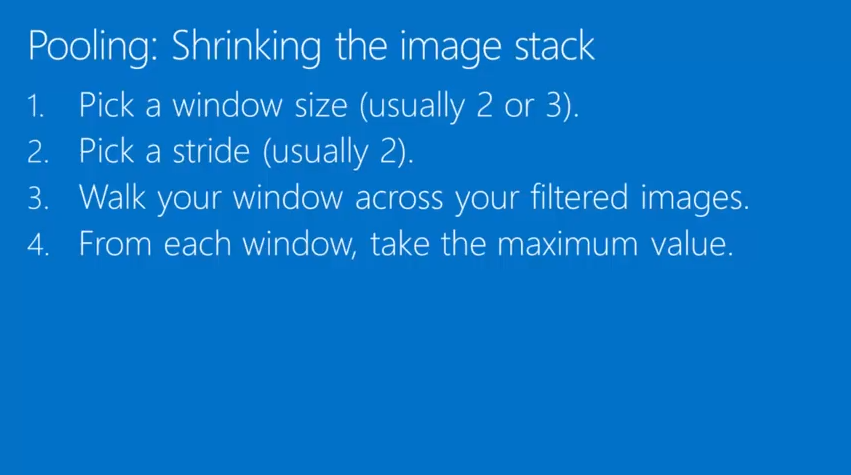 Pooling: Shrinking the image stack
1. Pick a window size (usually 2 or 3).
2. Pick a stride (usually 2).
3. Walk your window across your filtered images.
4. From each window, take the maximum value.